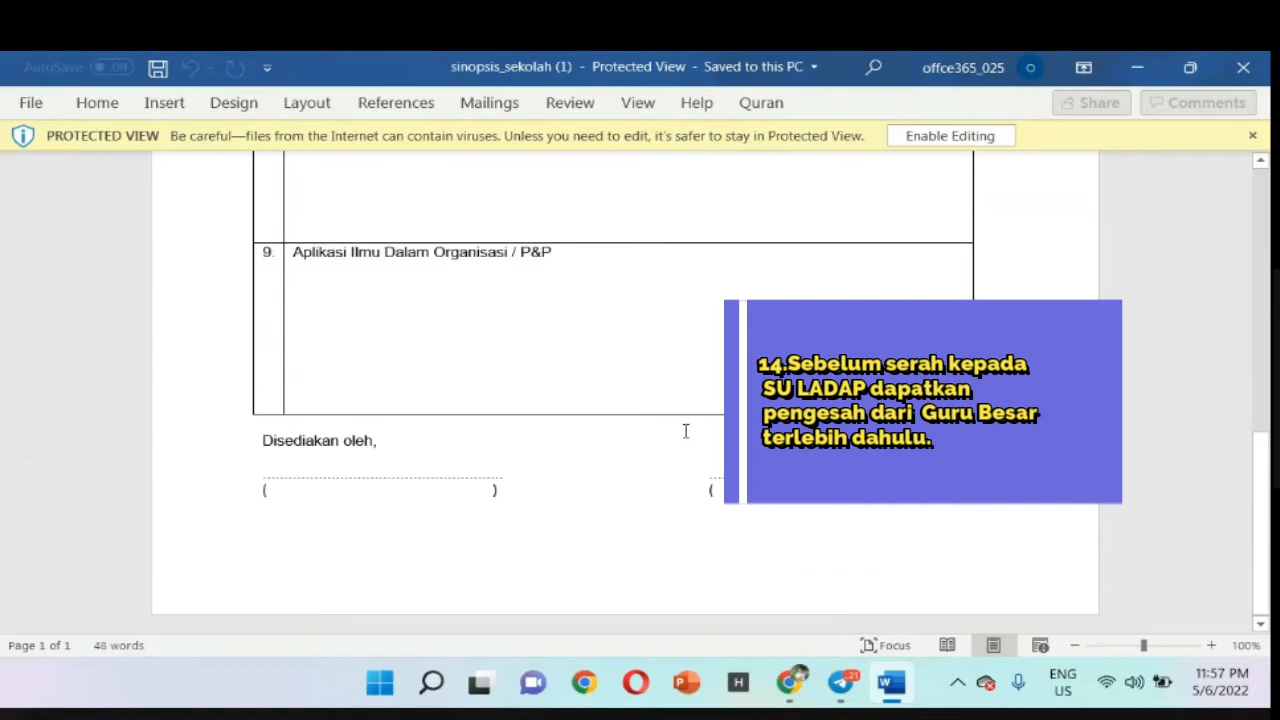 AutoSave Off
sinopsis_sekolah (1) - Protected View - Saved to this PC
offce365_025
File Home Insert Design Layout References Mailings Review View Help Quran Share Comments
PROTECTED VIEW Be careful—files from the Internet can contain viruses. Unless you need to edit, it's safer to stay in Protected View. Enable Editing
9. Aplikasi Ilmu Dalam Organisasi / P&P
14.Sebelum serah kepada
SU LADAP dapatkan
pengesah dari Guru Besar
terlebih dahulu.
Disediakan oleh,
( ) (
Page 1 of 1 48 words Focus 100%
21
ENG
US
11:57 PM
5/6/2022